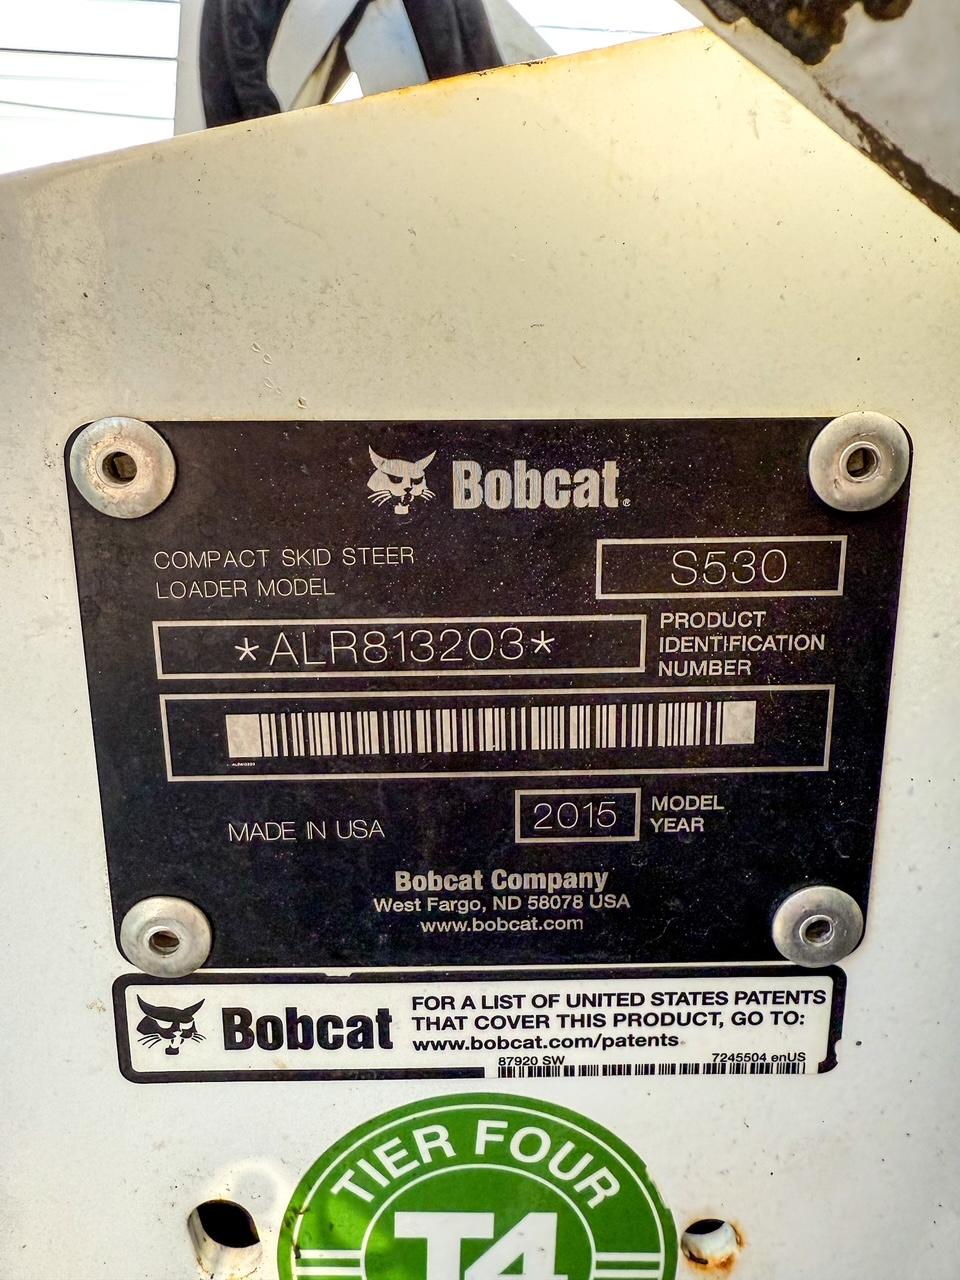 Bobcat®
COMPACT SKID STEER
LOADER MODEL
S530
*ALR813203*
PRODUCT
IDENTIFICATION
NUMBER
ALR813203
MADE IN USA
2015
MODEL
YEAR
Bobcat Company
West Fargo, ND 58078 USA
www.bobcat.com
Bobcat
FOR A LIST OF UNITED STATES PATENTS
THAT COVER THIS PRODUCT, GO TO:
www.bobcat.com/patents
87920 SW
7245504 enUS
TIER FOUR
T4